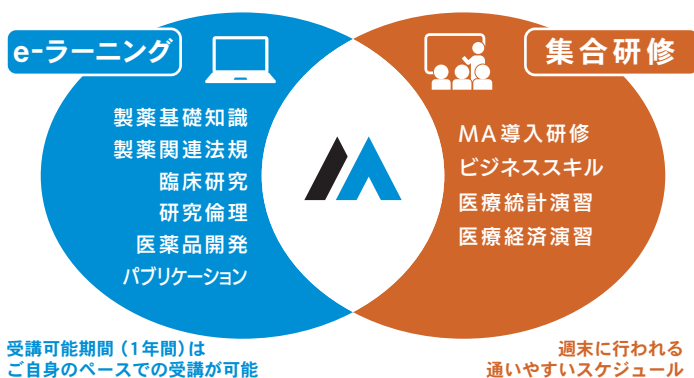 e-ラーニング
製薬基礎知識
製薬関連法規
臨床研究
研究倫理
医薬品開発
パブリケーション
受講可能期間（1年間）は
ご自身のペースでの受講が可能
集合研修
MA導入研修
ビジネススキル
医療統計演習
医療経済演習
週末に行われる
通いやすいスケジュール